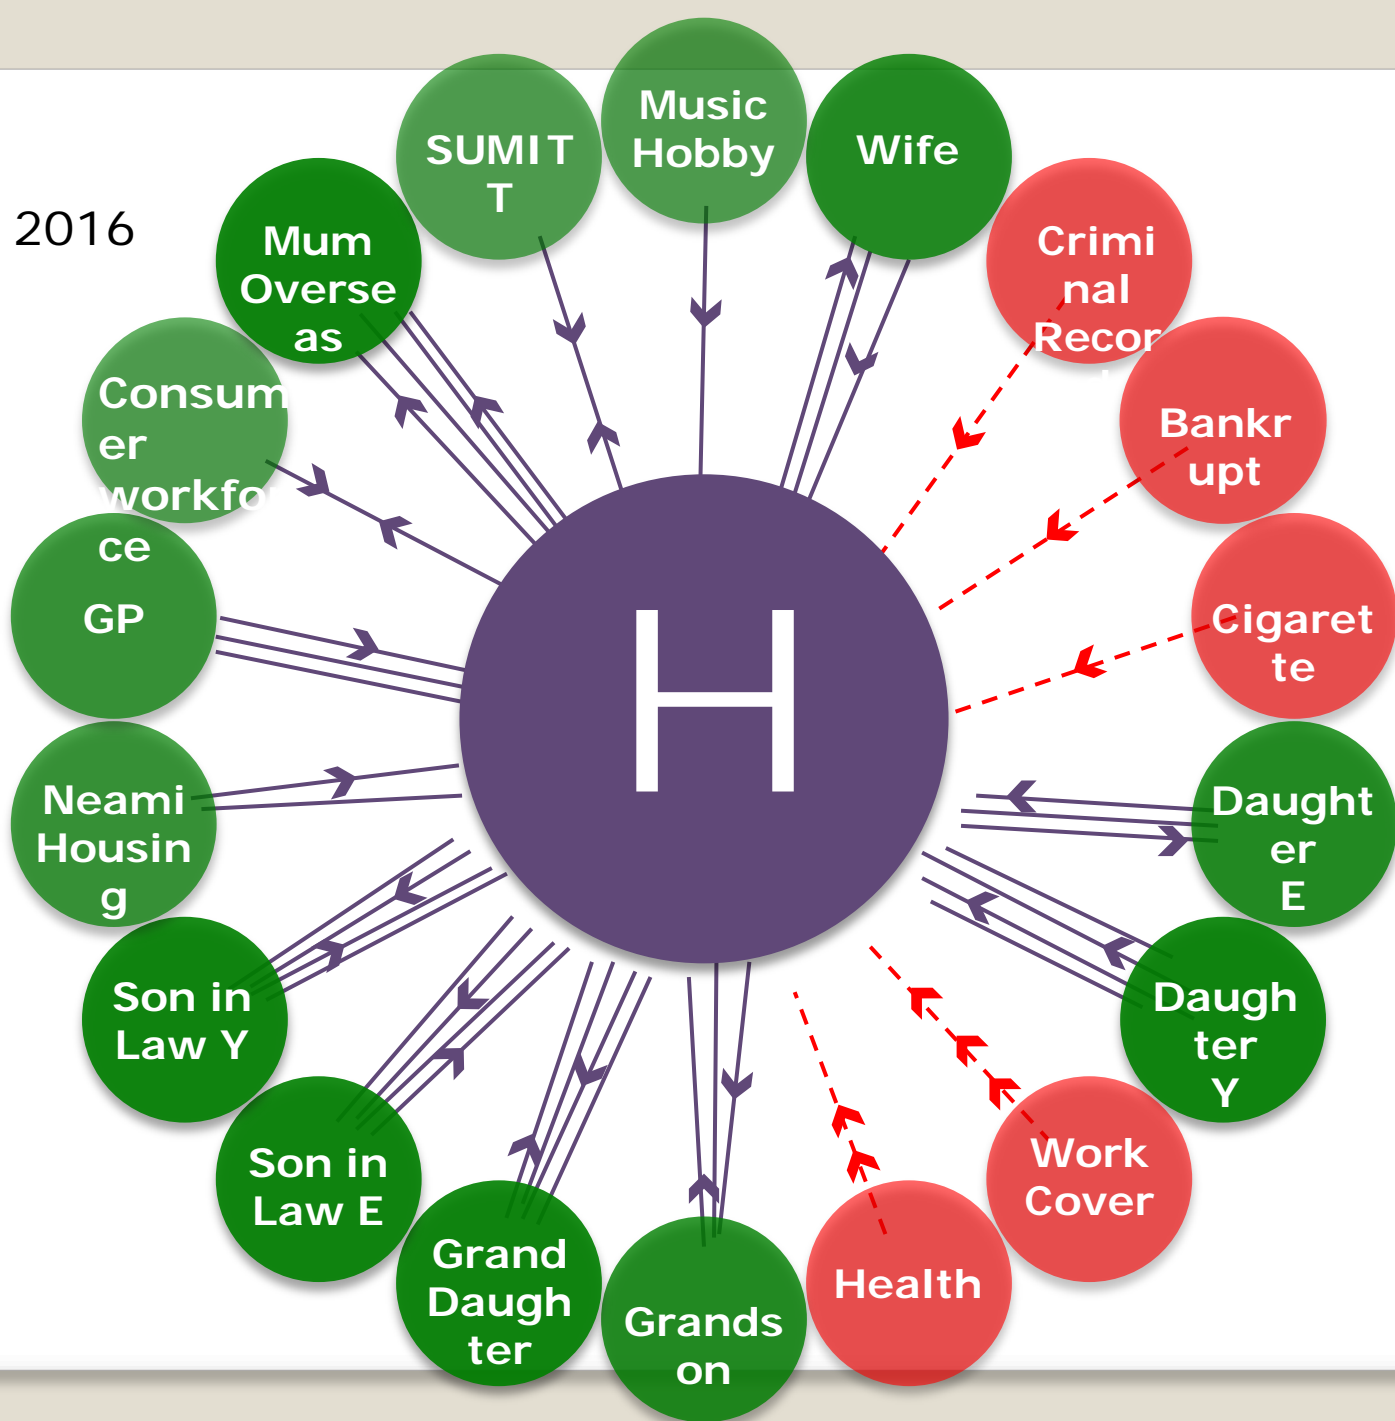 2016
Music
Hobby
Wife
Crimi
nal
Recor
Bankr
upt
Cigaret
te
Daught
er
E
Daugh
ter
Y
Work
Cover
Health
Grands
on
Grand
Daugh
ter
Son in
Law E
Son in
Law Y
Neami
Housin
g
GP
Consum
er
workfo
ce
Mum
Overse
as
SUMIT
T
H